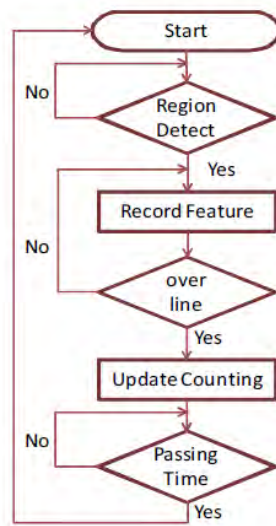 Start
No
Region
Detect
Yes
Record Feature
No
over
line
Yes
Update Counting
No
Passing
Time
Yes